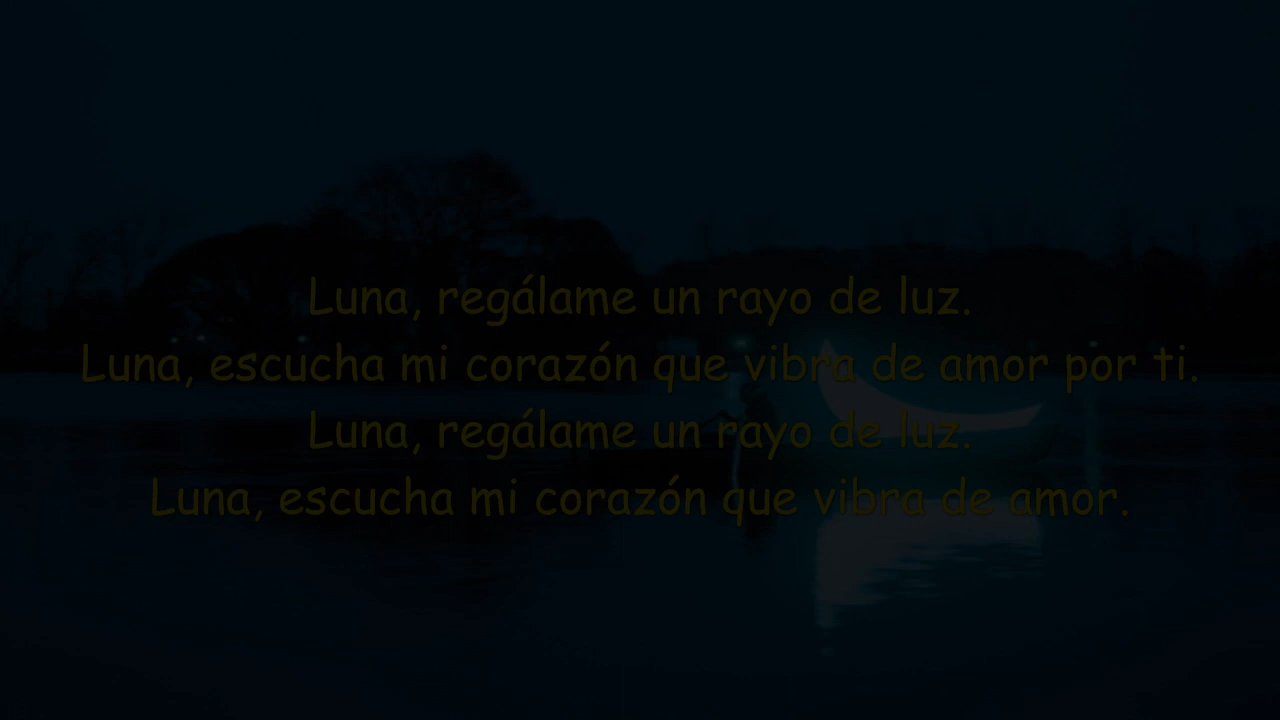 Luna, regálame un rayo de luz.
Luna, escucha mi corazón que vibra de amor por ti.
Luna, regálame un rayo de luz.
Luna, escucha mi corazón que vibra de amor.